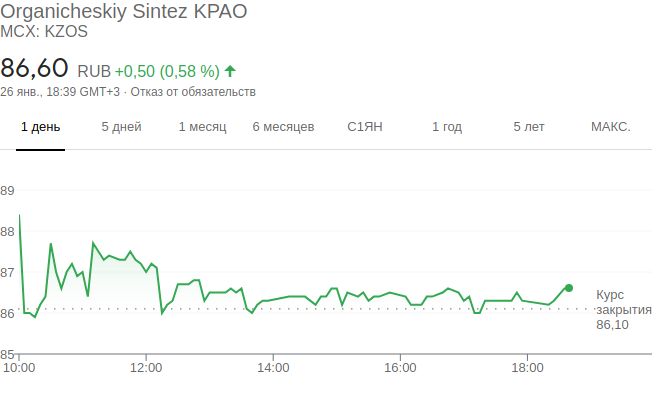 Organicheskiy Sintez KPAO
MCX: KZOS
86,60 RUB +0,50 (0,58 %)
26 янв., 18:39 GMT+3 · Отказ от обязательств
1 день 5 дней 1 месяц 6 месяцев С1ЯН 1 год 5 лет МАКС.
89
88
87
86
Курс
закрытия
86,10
85
10:00 12:00 14:00 16:00 18:00